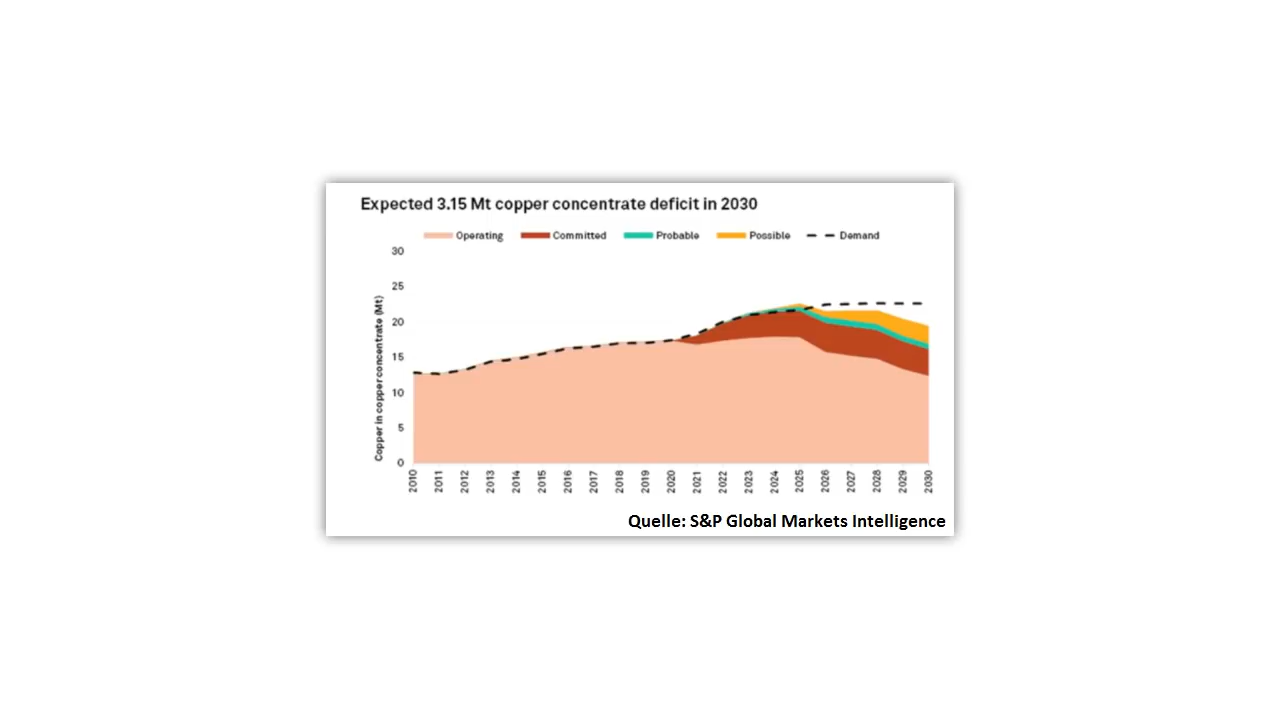 Expected 3.15 Mt copper concentrate deficit in 2030
Operating Committed Probable Possible Demand
Copper in copper concentrate (Mt)
30
25
20
15
10
5
0
2010 2011 2012 2013 2014 2015 2016 2017 2018 2019 2020 2021 2022 2023 2024 2025 2026 2027 2028 2029 2030
Quelle: S&P Global Markets Intelligence